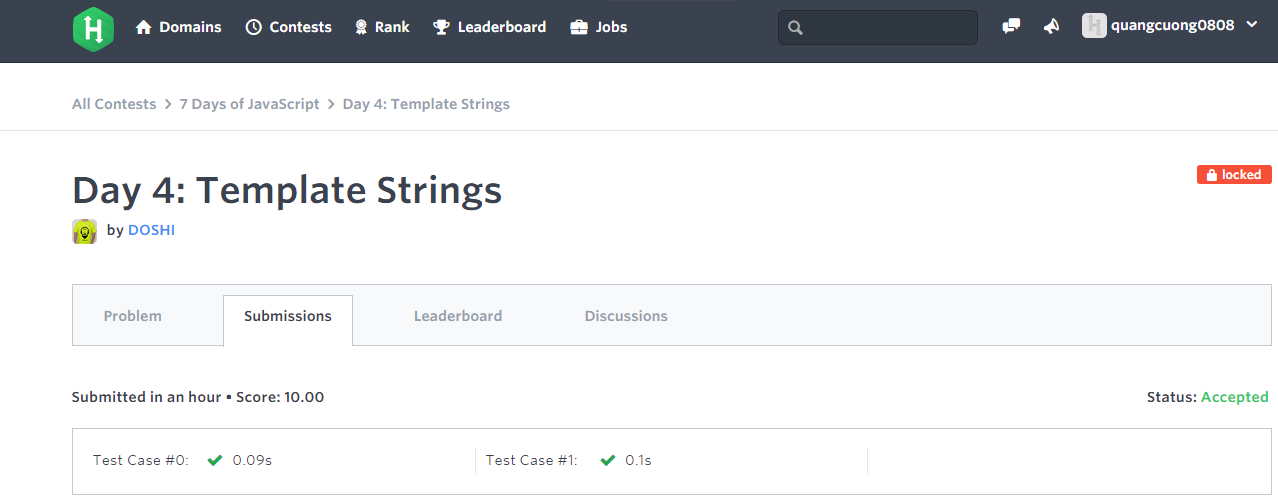 H Domains Contests Rank Leaderboard Jobs quangcuong0808
All Contests > 7 Days of JavaScript > Day 4: Template Strings
Day 4: Template Strings locked
by DOSHI
Problem Submissions Leaderboard Discussions
Submitted in an hour ▪ Score: 10.00 Status: Accepted
Test Case #0: ✔ 0.09s Test Case #1: ✔ 0.1s